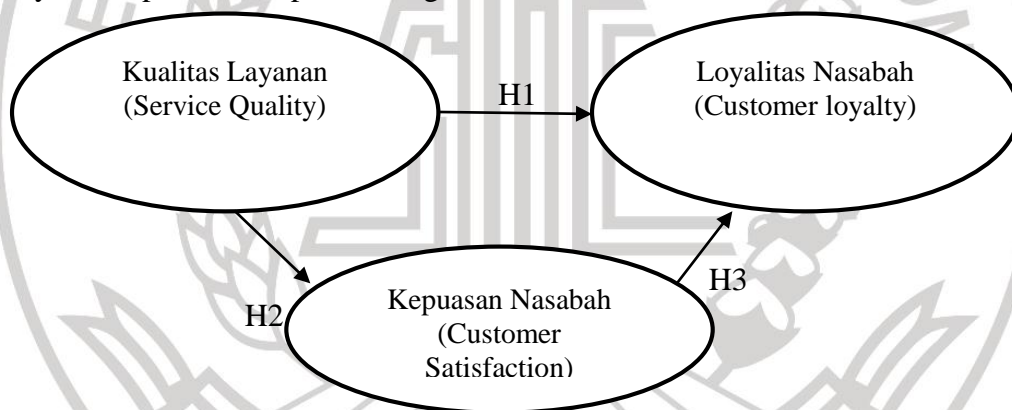 Kualitas Layanan
(Service Quality)
H1
Loyalitas Nasabah
(Customer loyalty)
H2
Kepuasan Nasabah
(Customer
Satisfaction)
H3